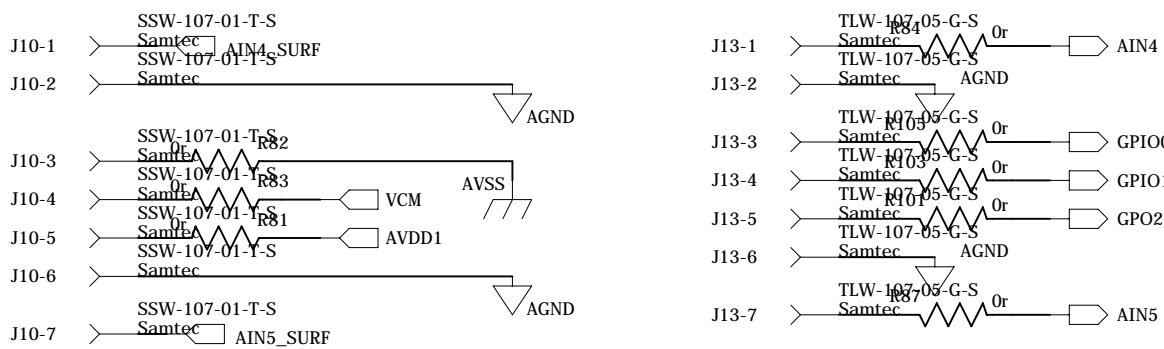 SSW-107-01-T-S
J10-1 Samtec AIN4_SURF
SSW-107-01-T-S
J10-2 Samtec
AGND
SSW-107-01-T-S
J10-3 Samtec 0r R82
AVSS
SSW-107-01-T-S
J10-4 Samtec 0r R83 VCM
SSW-107-01-T-S
J10-5 Samtec 0r R81 AVDD1
SSW-107-01-T-S
J10-6 Samtec
AGND
SSW-107-01-T-S
J10-7 Samtec AIN5_SURF
TLW-107-05-G-S
J13-1 Samtec R84 0r AIN4
TLW-107-05-G-S
J13-2 Samtec AGND
TLW-107-05-G-S
J13-3 Samtec R105 0r GPIO0
TLW-107-05-G-S
J13-4 Samtec R103 0r GPIO1
TLW-107-05-G-S
J13-5 Samtec R101 0r GPO2
TLW-107-05-G-S
J13-6 Samtec AGND
TLW-107-05-G-S
J13-7 Samtec R87 0r AIN5